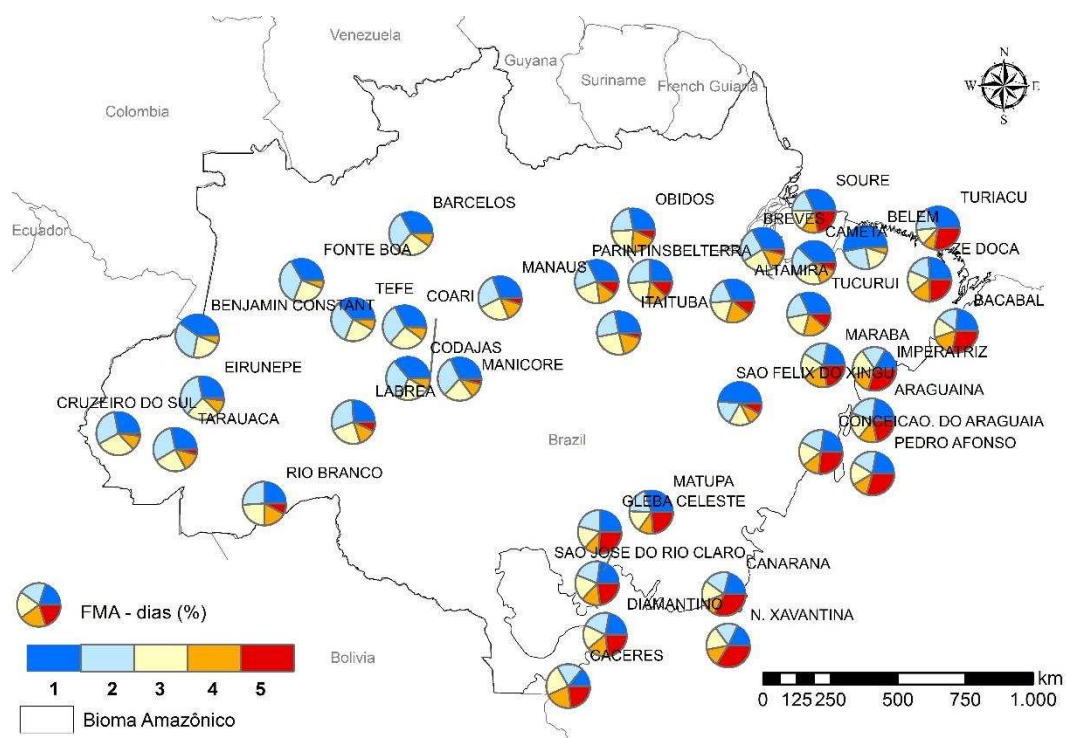 Venezuela
Guyana
Suriname
French Guiana
Colombia
Ecuador
N
W E
S
SOURE
TURIACU
BARCELOS
OBIDOS
BREVES
BELEM
CAMETA
FONTE BOA
PARINTINS
BELTERRA
ZE DOCA
MANAUS
ALTAMIRA
TUCURUI
TEFE
COARI
ITAITUBA
BENJAMIN CONSTANT
BACABAL
CODAJAS
MARABA
IMPERATRIZ
EIRUNEPE
MANICORE
LABREA
SAO FELIX DO XINGU
ARAGUAINA
CRUZEIRO DO SUL
TARAUACA
CONCEICAO. DO ARAGUAIA
Brazil
PEDRO AFONSO
RIO BRANCO
MATUPA
GLEBA CELESTE
SAO JOSE DO RIO CLARO
CANARANA
DIAMANTINO
N. XAVANTINA
CACERES
Bolivia
FMA - dias (%)
1 2 3 4 5
Bioma Amazônico
km
0 125 250 500 750 1.000